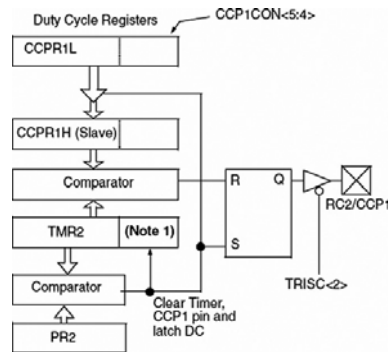 Duty Cycle Registers
CCP1CON<5:4>
CCPR1L
CCPR1H (Slave)
Comparator
R
Q
RC2/CCP1
TMR2
(Note 1)
S
TRISC<2>
Comparator
Clear Timer,
CCP1 pin and
latch DC
PR2